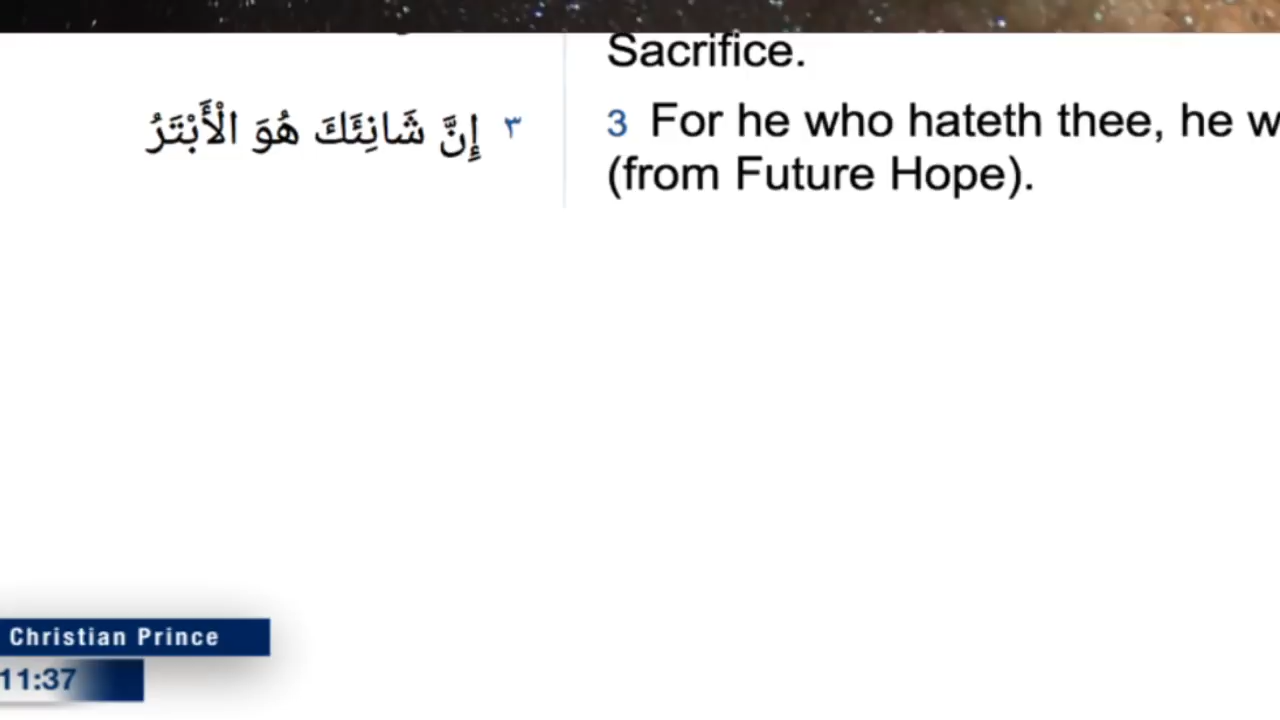 Sacrifice.
٣ إِنَّ شَانِئَكَ هُوَ الْأَبْتَرُ
3 For he who hateth thee, he w
(from Future Hope).
Christian Prince
11:37